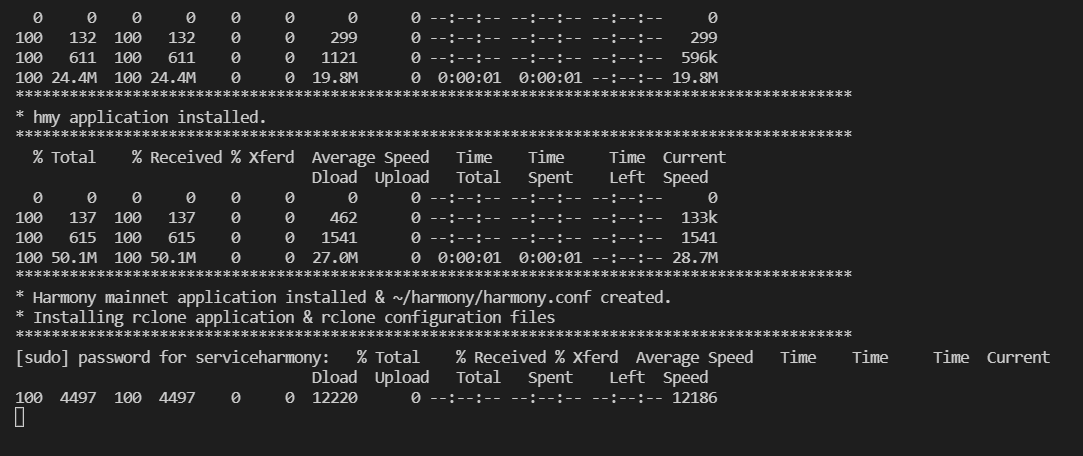 0     0    0     0    0     0      0      0 --:--:-- --:--:-- --:--:--     0
100   132  100   132    0     0    299      0 --:--:-- --:--:-- --:--:--   299
100   611  100   611    0     0   1121      0 --:--:-- --:--:-- --:--:--  596k
100 24.4M  100 24.4M    0     0  19.8M      0  0:00:01  0:00:01 --:--:-- 19.8M
*********************************************************************************************
* hmy application installed.
*********************************************************************************************
  % Total    % Received % Xferd  Average Speed   Time    Time     Time  Current
                                 Dload  Upload   Total   Spent    Left  Speed
  0     0    0     0    0     0      0      0 --:--:-- --:--:-- --:--:--     0
100   137  100   137    0     0    462      0 --:--:-- --:--:-- --:--:--  133k
100   615  100   615    0     0   1541      0 --:--:-- --:--:-- --:--:--  1541
100 50.1M  100 50.1M    0     0  27.0M      0  0:00:01  0:00:01 --:--:-- 28.7M
*********************************************************************************************
* Harmony mainnet application installed & ~/harmony/harmony.conf created.
* Installing rclone application & rclone configuration files
*********************************************************************************************
[sudo] password for serviceharmony:   % Total    % Received % Xferd  Average Speed   Time    Time     Time  Current
                                 Dload  Upload   Total   Spent    Left  Speed
100  4497  100  4497    0     0  12220      0 --:--:-- --:--:-- --:--:-- 12186